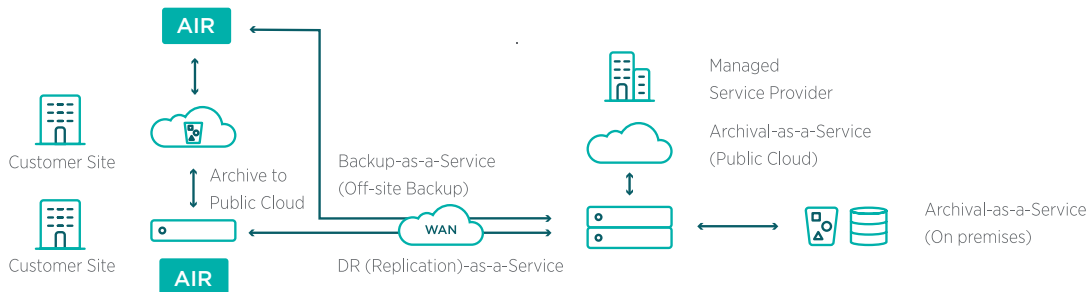 AIR
Customer Site
Archive to
Public Cloud
Customer Site
AIR
Backup-as-a-Service
(Off-site Backup)
WAN
DR (Replication)-as-a-Service
Managed
Service Provider
Archival-as-a-Service
(Public Cloud)
Archival-as-a-Service
(On premises)